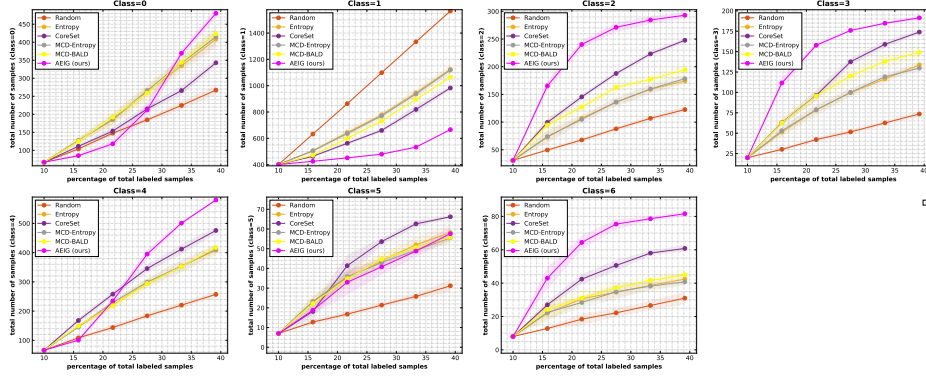 Class=0
total number of samples (class=0)
450
400
350
300
250
200
150
100
Random
Entropy
CoreSet
MCD-Entropy
MCD-BALD
AEIG (ours)
10 15 20 25 30 35 40
percentage of total labeled samples
Class=1
total number of samples (class=1)
1400
1200
1000
800
600
400
Random
Entropy
CoreSet
MCD-Entropy
MCD-BALD
AEIG (ours)
10 15 20 25 30 35 40
percentage of total labeled samples
Class=2
total number of samples (class=2)
300
250
200
150
100
50
Random
Entropy
CoreSet
MCD-Entropy
MCD-BALD
AEIG (ours)
10 15 20 25 30 35 40
percentage of total labeled samples
Class=3
total number of samples (class=3)
200
175
150
125
100
75
50
25
Random
Entropy
CoreSet
MCD-Entropy
MCD-BALD
AEIG (ours)
10 15 20 25 30 35 40
percentage of total labeled samples
Class=4
total number of samples (class=4)
500
400
300
200
100
Random
Entropy
CoreSet
MCD-Entropy
MCD-BALD
AEIG (ours)
10 15 20 25 30 35 40
percentage of total labeled samples
Class=5
total number of samples (class=5)
70
60
50
40
30
20
10
0
Random
Entropy
CoreSet
MCD-Entropy
MCD-BALD
AEIG (ours)
10 15 20 25 30 35 40
percentage of total labeled samples
Class=6
total number of samples (class=6)
80
60
40
20
0
Random
Entropy
CoreSet
MCD-Entropy
MCD-BALD
AEIG (ours)
10 15 20 25 30 35 40
percentage of total labeled samples